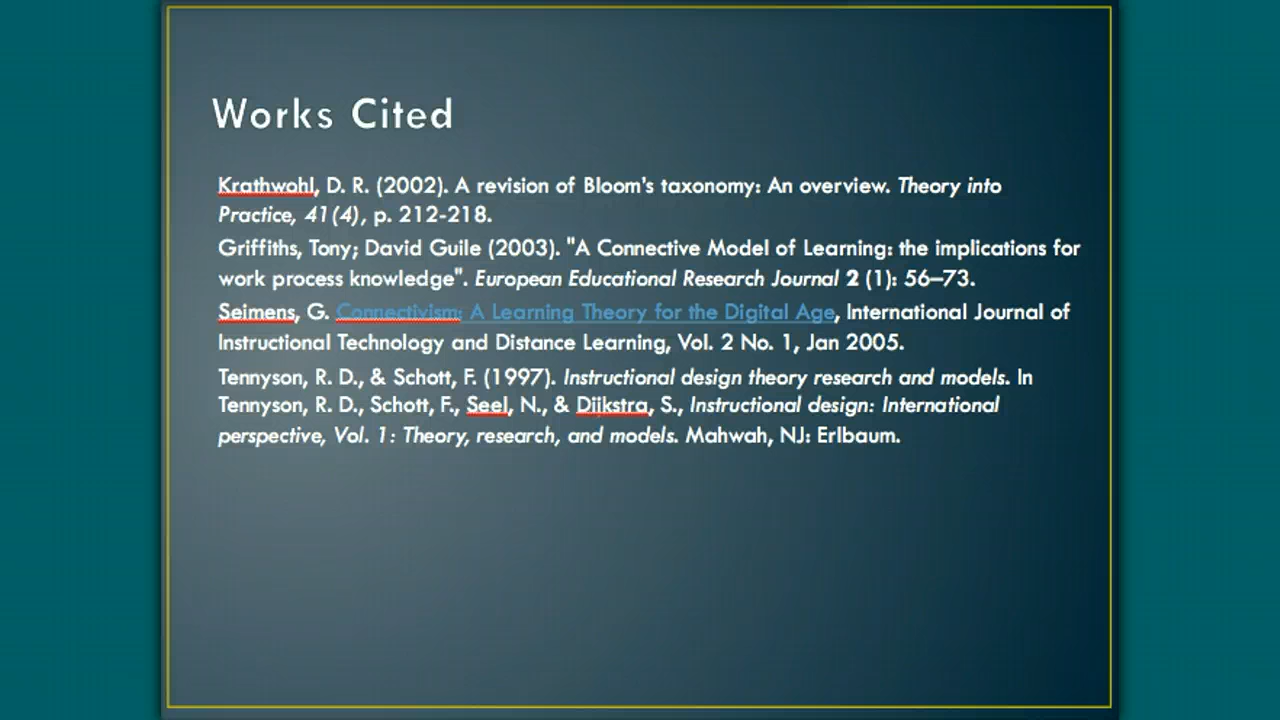 Works Cited
Krathwohl, D. R. (2002). A revision of Bloom's taxonomy: An overview. Theory into
Practice, 41(4), p. 212-218.
Griffiths, Tony; David Guile (2003). "A Connective Model of Learning: the implications for
work process knowledge". European Educational Research Journal 2 (1): 56–73.
Seimens, G. Connectivism: A Learning Theory for the Digital Age, International Journal of
Instructional Technology and Distance Learning, Vol. 2 No. 1, Jan 2005.
Tennyson, R. D., & Schott, F. (1997). Instructional design theory research and models. In
Tennyson, R. D., Schott, F., Seel, N., & Dijkstra, S., Instructional design: International
perspective, Vol. 1: Theory, research, and models. Mahwah, NJ: Erlbaum.